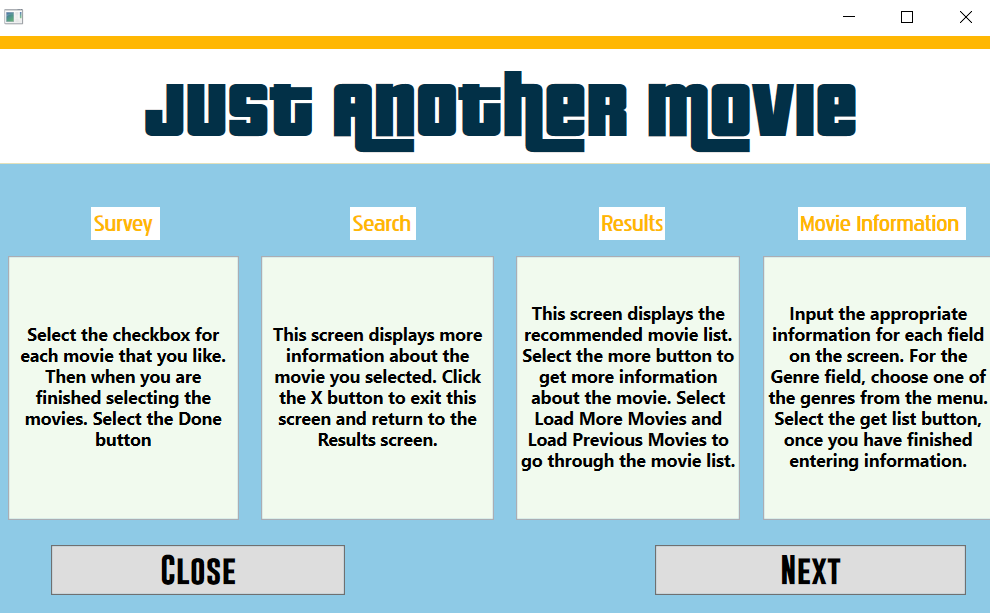 Just Another Movie
Survey
Search
Results
Movie Information
Select the checkbox for
each movie that you like.
Then when you are
finished selecting the
movies. Select the Done
button
This screen displays more
information about the
movie you selected. Click
the X button to exit this
screen and return to the
Results screen.
This screen displays the
recommended movie list.
Select the more button to
get more information
about the movie. Select
Load More Movies and
Load Previous Movies to
go through the movie list.
Input the appropriate
information for each field
on the screen. For the
Genre field, choose one of
the genres from the menu.
Select the get list button,
once you have finished
entering information.
Close
Next